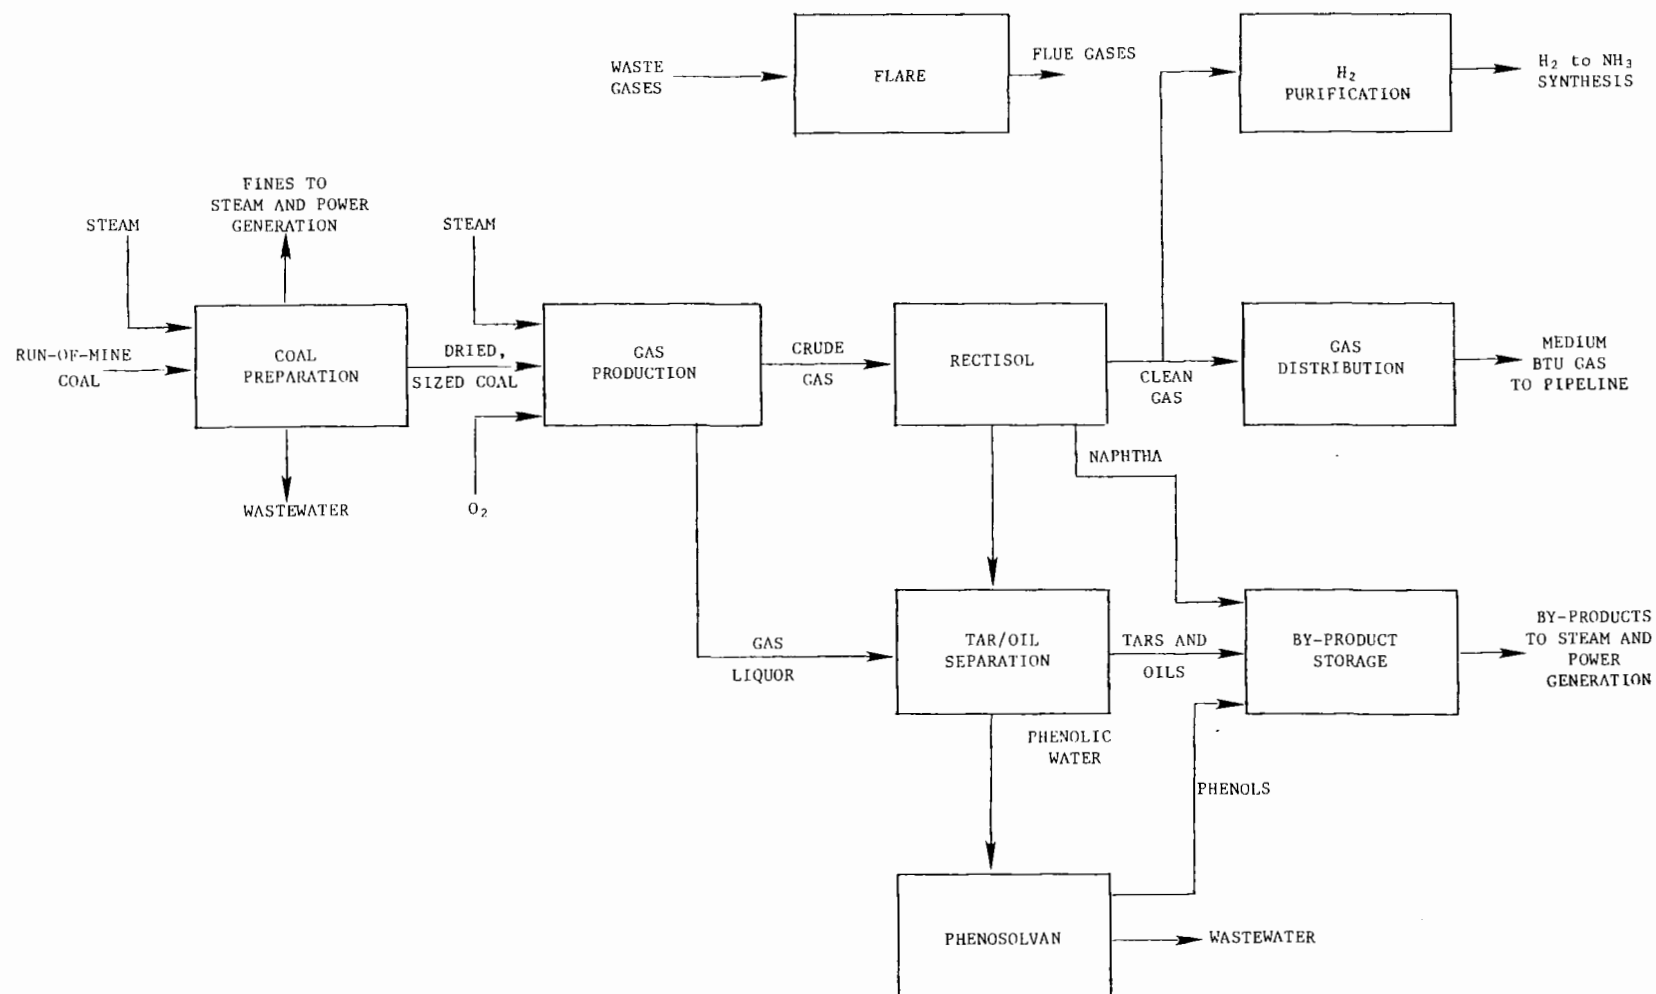 WASTE
GASES
FLARE
FLUE GASES
H₂
PURIFICATION
H₂ to NH₃
SYNTHESIS
FINES TO
STEAM AND POWER
GENERATION
STEAM
STEAM
RUN-OF-MINE
COAL
COAL
PREPARATION
DRIED,
SIZED COAL
GAS
PRODUCTION
CRUDE
GAS
RECTISOL
CLEAN
GAS
GAS
DISTRIBUTION
MEDIUM
BTU GAS
TO PIPELINE
WASTEWATER
O₂
NAPHTHA
GAS
LIQUOR
TAR/OIL
SEPARATION
TARS AND
OILS
BY-PRODUCT
STORAGE
BY-PRODUCTS
TO STEAM AND
POWER
GENERATION
PHENOLIC
WATER
PHENOLS
PHENOSOLVAN
WASTEWATER